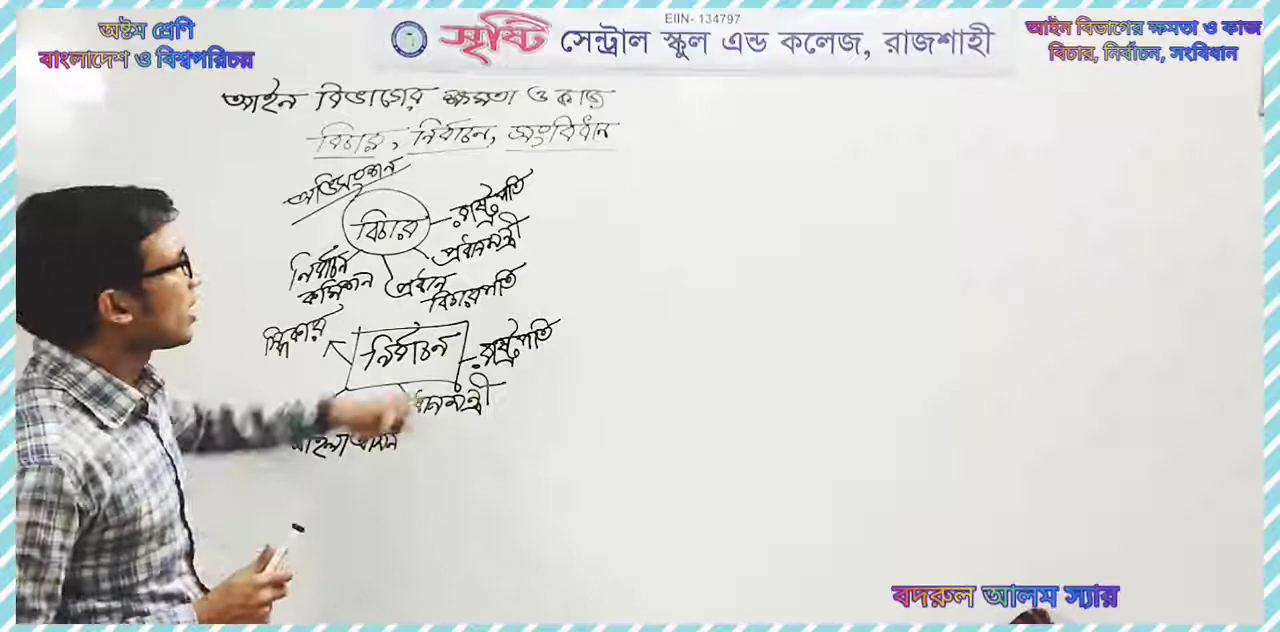 অষ্টম শ্রেণি
বাংলাদেশ ও বিশ্বপরিচয়
EIIN- 134797
সৃষ্টি সেন্ট্রাল স্কুল এন্ড কলেজ, রাজশাহী
আইন বিভাগের ক্ষমতা ও কাজ
বিচার, নির্বাচন, সংবিধান
আইন বিভাগের ক্ষমতা ও কাজ
বিচার, নির্বাচন, সংবিধান
অভিসংশন
বিচার
রাষ্ট্রপতি
প্রধানমন্ত্রী
নির্বাচন
কমিশন
প্রধান
বিচারপতি
স্পিকার
নির্বাচন
রাষ্ট্রপতি
বদরুল আলম স্যার